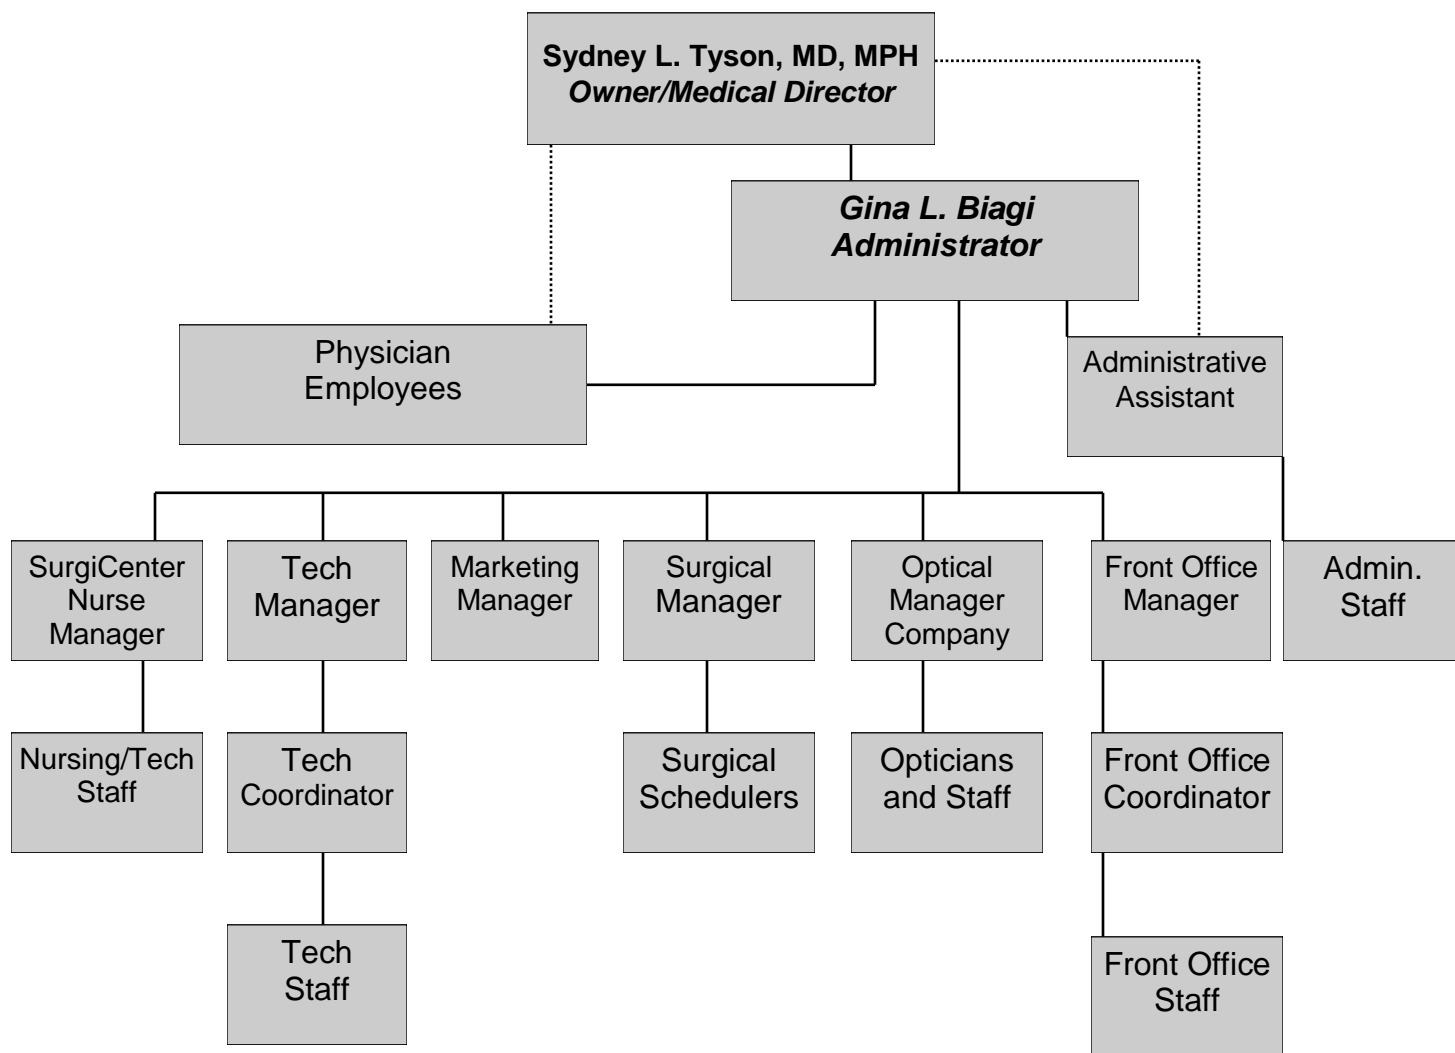 Sydney L. Tyson, MD, MPH
Owner/Medical Director
Gina L. Biagi
Administrator
Physician
Employees
Administrative
Assistant
SurgiCenter
Nurse
Manager
Tech
Manager
Marketing
Manager
Surgical
Manager
Optical
Manager
Company
Front Office
Manager
Admin.
Staff
Nursing/Tech
Staff
Tech
Coordinator
Surgical
Schedulers
Opticians
and Staff
Front Office
Coordinator
Tech
Staff
Front Office
Staff